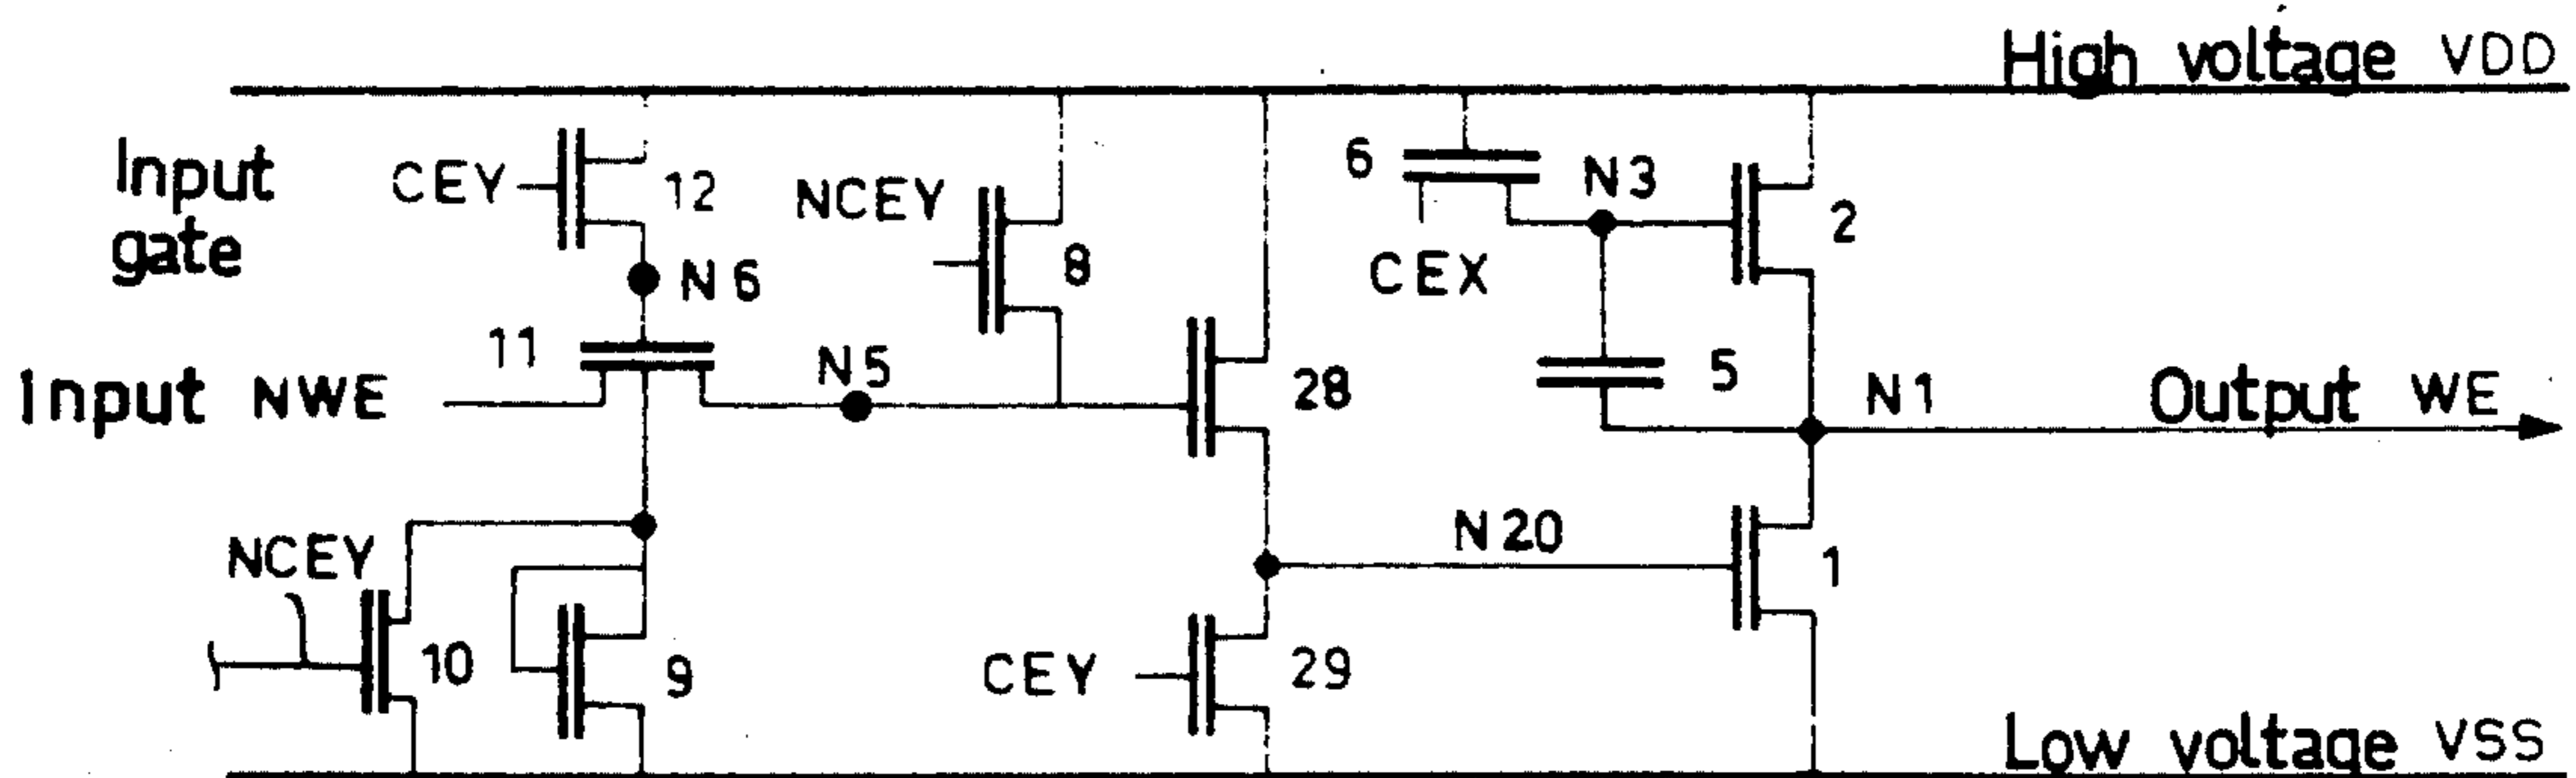 High voltage VDD
Input
gate
CEY
12
NCEY
8
6
N3
2
CEX
N6
11
N5
Input NWE
28
5
N1
Output WE
NCEY
10
9
N20
1
CEY
29
Low voltage VSS